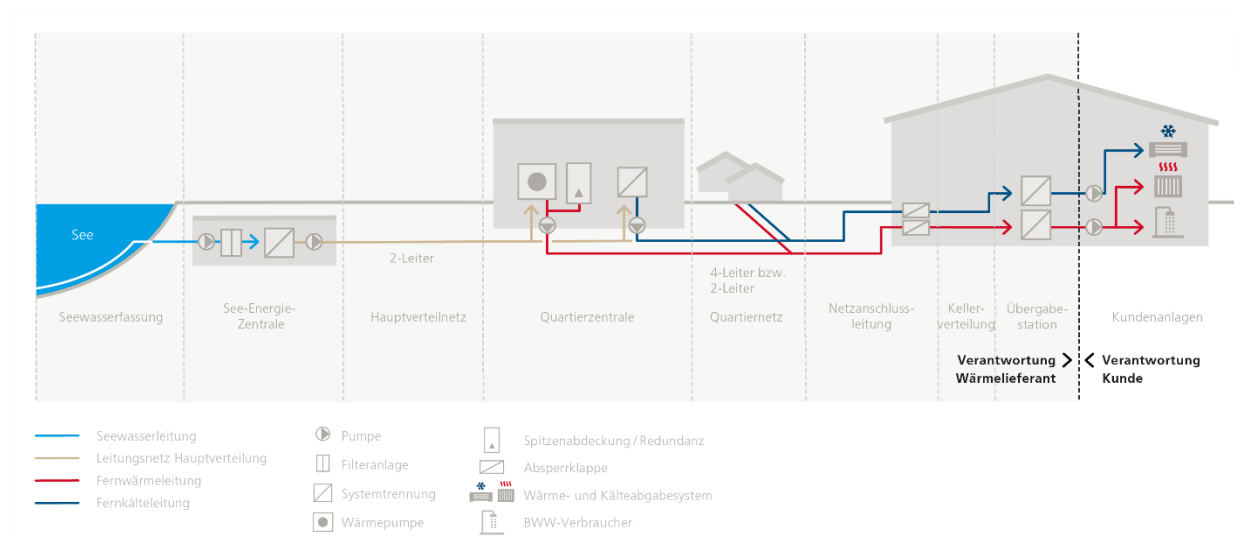 See
2-Leiter
4-Leiter bzw.
2-Leiter
Seewasserfassung
See-Energie-
Zentrale
Hauptverteilnetz
Quartierzentrale
Quartiernetz
Netzanschluss-
leitung
Keller-
verteilung
Übergabe-
station
Kundenanlagen
Verantwortung
Wärmelieferant
Verantwortung
Kunde
Seewasserleitung
Leitungsnetz Hauptverteilung
Fernwärmeleitung
Fernkälteleitung
Pumpe
Filteranlage
Systemtrennung
Wärmepumpe
Spitzenabdeckung / Redundanz
Absperrklappe
Wärme- und Kälteabgabesystem
BWW-Verbraucher